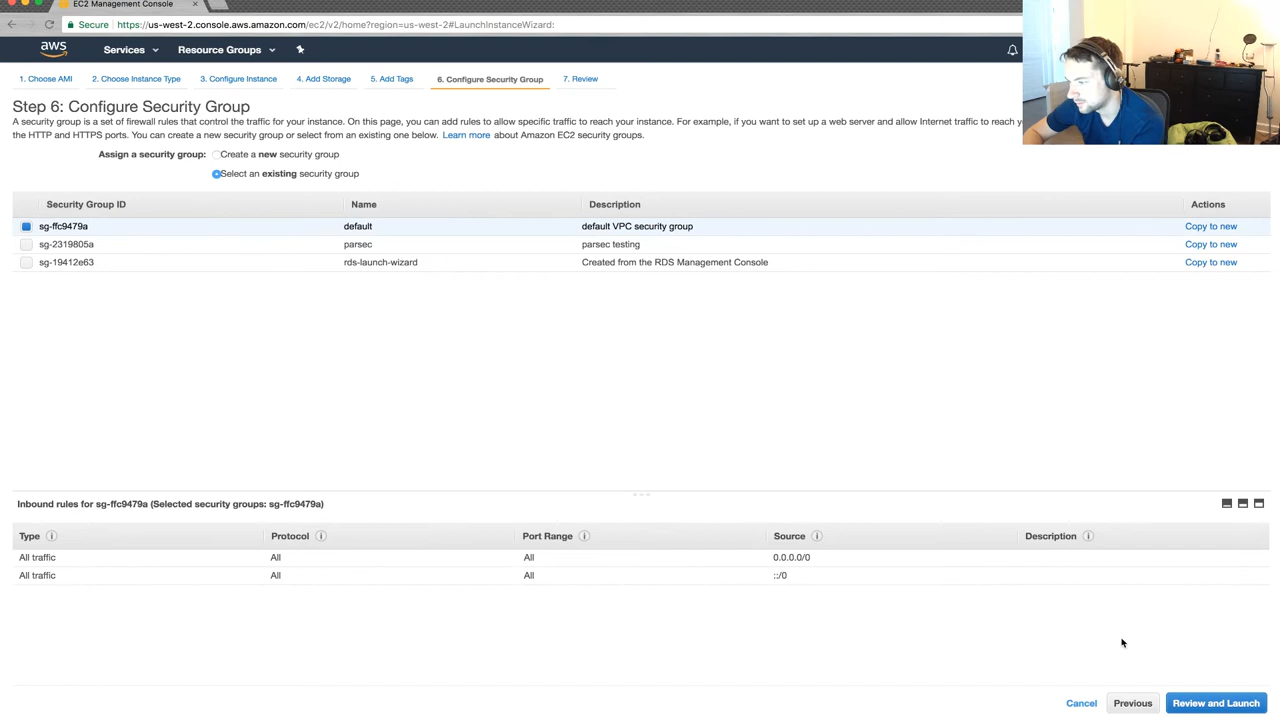 EC2 Management Console
Secure https://us-west-2.console.aws.amazon.com/ec2/v2/home?region=us-west-2#LaunchInstanceWizard:
aws Services Resource Groups
1. Choose AMI 2. Choose Instance Type 3. Configure Instance 4. Add Storage 5. Add Tags 6. Configure Security Group 7. Review
Step 6: Configure Security Group
A security group is a set of firewall rules that control the traffic for your instance. On this page, you can add rules to allow specific traffic to reach your instance. For example, if you want to set up a web server and allow Internet traffic to reach
the HTTP and HTTPS ports. You can create a new security group or select from an existing one below. Learn more about Amazon EC2 security groups.
Assign a security group: Create a new security group
Select an existing security group
Security Group ID Name Description Actions
sg-ffc9479a default default VPC security group Copy to new
sg-2319805a parsec parsec testing Copy to new
sg-19412e63 rds-launch-wizard Created from the RDS Management Console Copy to new
Inbound rules for sg-ffc9479a (Selected security groups: sg-ffc9479a)
Type Protocol Port Range Source Description
All traffic All All 0.0.0.0/0
All traffic All All ::/0
Cancel Previous Review and Launch